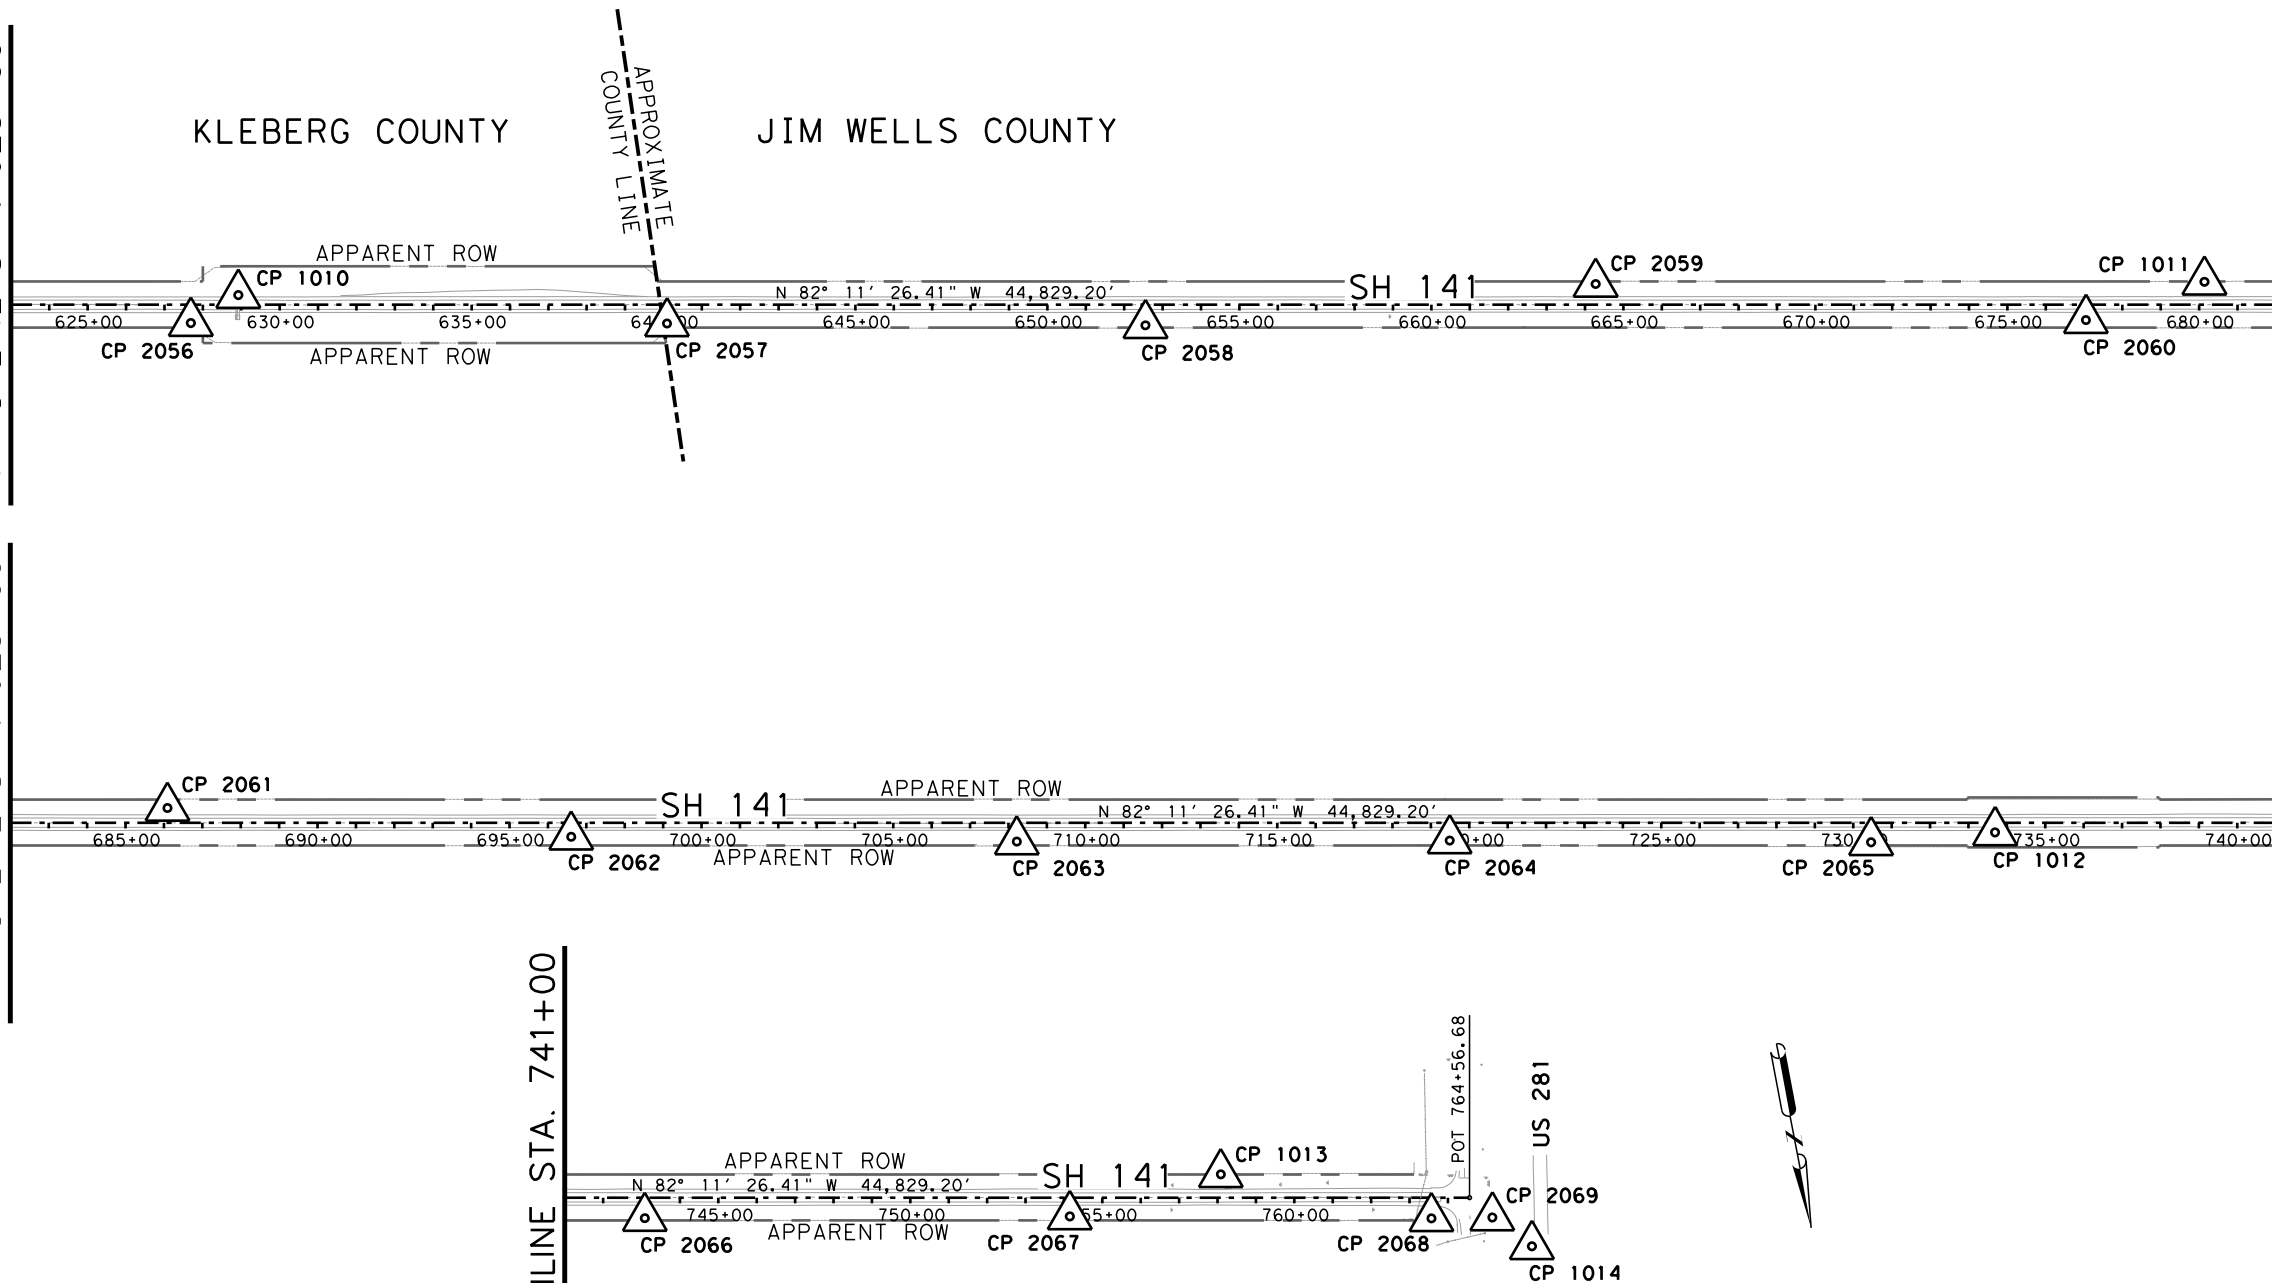 KLEBERG COUNTY
APPROXIMATE
COUNTY LINE
JIM WELLS COUNTY
APPARENT ROW
CP 1010
CP 2059
CP 1011
N 82° 11' 26.41" W 44,829.20'
SH 141
625+00
630+00
635+00
645+00
650+00
655+00
660+00
665+00
670+00
675+00
680+00
CP 2056
APPARENT ROW
CP 2057
CP 2058
CP 2060
CP 2061
SH 141
APPARENT ROW
N 82° 11' 26.41" W 44,829.20'
685+00
690+00
695+00
700+00
705+00
710+00
715+00
725+00
735+00
740+00
CP 2062
APPARENT ROW
CP 2063
CP 2064
CP 2065
CP 1012
STA. 741+00
APPARENT ROW
SH 141
CP 1013
POT 764+56.68
US 281
N 82° 11' 26.41" W 44,829.20'
745+00
750+00
760+00
CP 2069
CP 2066
APPARENT ROW
CP 2067
CP 2068
CP 1014